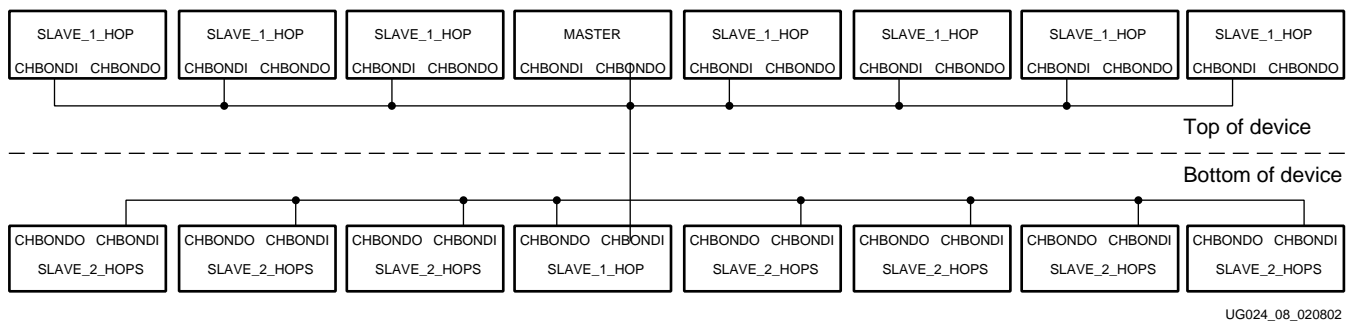 SLAVE_1_HOP SLAVE_1_HOP SLAVE_1_HOP MASTER SLAVE_1_HOP SLAVE_1_HOP SLAVE_1_HOP SLAVE_1_HOP
CHBONDI CHBONDO CHBONDI CHBONDO CHBONDI CHBONDO CHBONDI CHBONDO CHBONDI CHBONDO CHBONDI CHBONDO CHBONDI CHBONDO CHBONDI CHBONDO
Top of device
Bottom of device
CHBONDO CHBONDI CHBONDO CHBONDI CHBONDO CHBONDI CHBONDO CHBONDI CHBONDO CHBONDI CHBONDO CHBONDI CHBONDO CHBONDI CHBONDO CHBONDI
SLAVE_2_HOPS SLAVE_2_HOPS SLAVE_2_HOPS SLAVE_1_HOP SLAVE_2_HOPS SLAVE_2_HOPS SLAVE_2_HOPS SLAVE_2_HOPS
UG024_08_020802